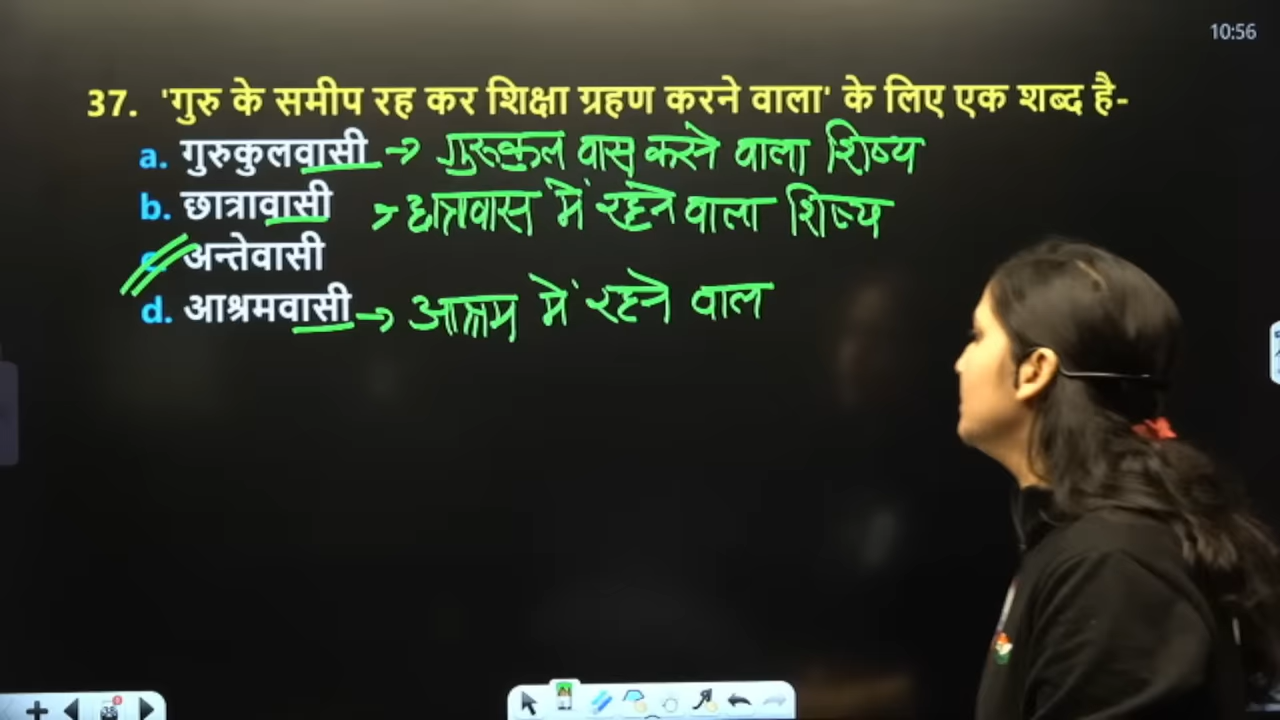 10:56
37. 'गुरु के समीप रह कर शिक्षा ग्रहण करने वाला' के लिए एक शब्द है-
a. गुरुकुलवासी → गुरुकुल वास करने वाला शिष्य
b. छात्रावासी → छात्रावास में रहने वाला शिष्य
c. अन्तेवासी
d. आश्रमवासी → आश्रम में रहने वाल